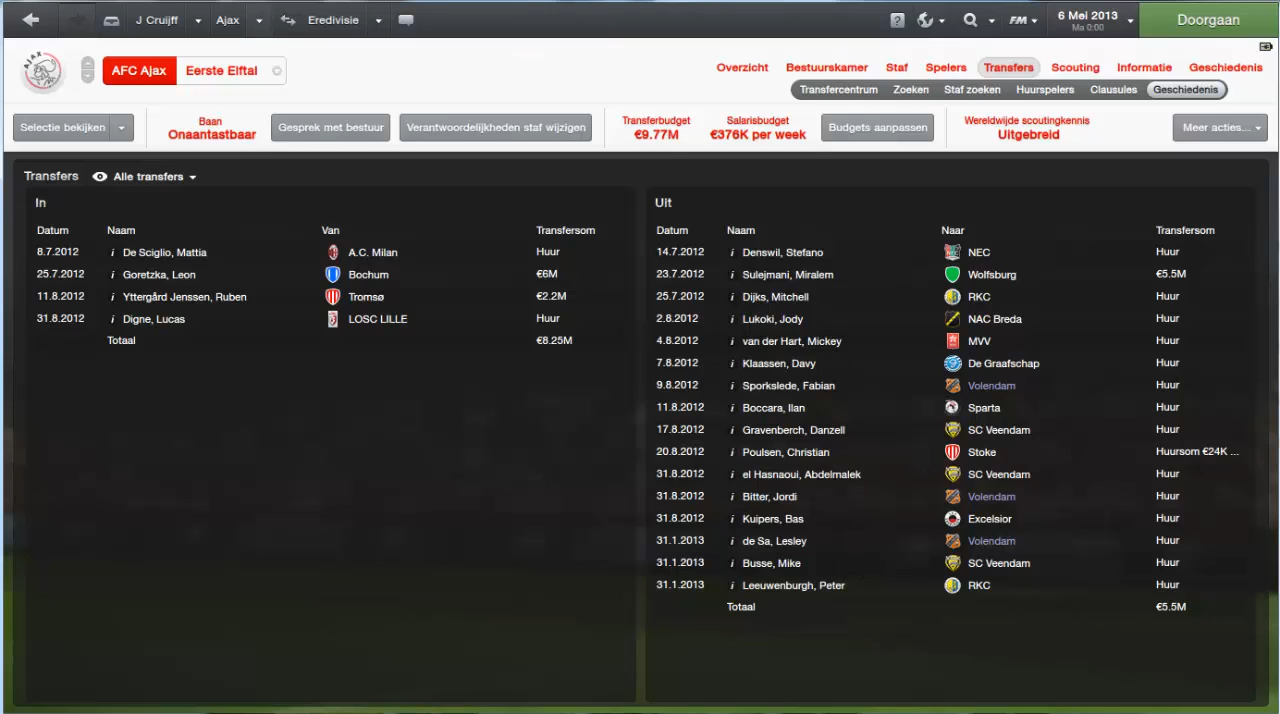 J Cruijff Ajax Eredivisie ? FM 6 Mei 2013 Doorgaan
Ma 0:00
AJAX AFC Ajax Eerste Elftal
Overzicht Bestuurskamer Staf Spelers Transfers Scouting Informatie Geschiedenis
Transfercentrum Zoeken Staf zoeken Huurspelers Clausules Geschiedenis
Selectie bekijken
Baan
Onaantastbaar
Gesprek met bestuur
Verantwoordelijkheden staf wijzigen
Transferbudget
€9.77M
Salarisbudget
€376K per week
Budgets aanpassen
Wereldwijde scoutingkennis
Uitgebreid
Meer acties...
Transfers Alle transfers
In
Datum Naam Van Transfersom
8.7.2012 i De Sciglio, Mattia A.C. Milan Huur
25.7.2012 i Goretzka, Leon Bochum €6M
11.8.2012 i Yttergård Jenssen, Ruben Tromsø €2.2M
31.8.2012 i Digne, Lucas LOSC LILLE Huur
Totaal €8.25M
Uit
Datum Naam Naar Transfersom
14.7.2012 i Denswil, Stefano NEC Huur
23.7.2012 i Sulejmani, Miralem Wolfsburg €5.5M
25.7.2012 i Dijks, Mitchell RKC Huur
2.8.2012 i Lukoki, Jody NAC Breda Huur
4.8.2012 i van der Hart, Mickey MVV Huur
7.8.2012 i Klaassen, Davy De Graafschap Huur
9.8.2012 i Sporkslede, Fabian Volendam Huur
11.8.2012 i Boccara, Ilan Sparta Huur
17.8.2012 i Gravenberch, Danzell SC Veendam Huur
20.8.2012 i Poulsen, Christian Stoke Huursom €24K ...
31.8.2012 i el Hasnaoui, Abdelmalek SC Veendam Huur
31.8.2012 i Bitter, Jordi Volendam Huur
31.8.2012 i Kuipers, Bas Excelsior Huur
31.1.2013 i de Sa, Lesley Volendam Huur
31.1.2013 i Busse, Mike SC Veendam Huur
31.1.2013 i Leeuwenburgh, Peter RKC Huur
Totaal €5.5M